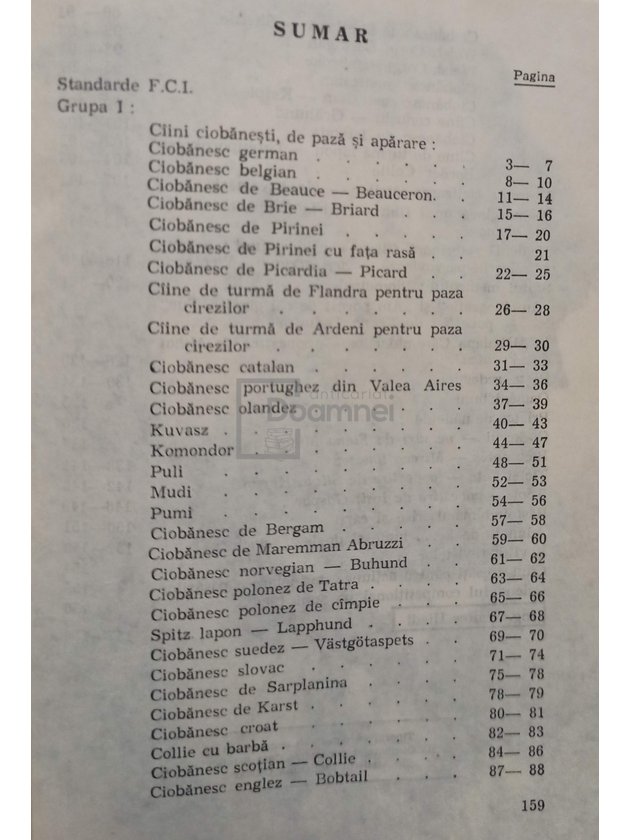 SUMAR
Pagina
Standarde F.C.I.
Grupa I :
Cîini ciobănești, de pază și apărare :
Ciobănesc german . . . . . . 3— 7
Ciobănesc belgian . . . . . . 8— 10
Ciobănesc de Beauce — Beauceron. . 11— 14
Ciobănesc de Brie — Briard . . . 15— 16
Ciobănesc de Pirinei . . . . . 17— 20
Ciobănesc de Pirinei cu fața rasă . . 21
Ciobănesc de Picardia — Picard . . 22— 25
Cîine de turmă de Flandra pentru paza
cirezilor . . . . . . 26— 28
Cîine de turmă de Ardeni pentru paza
cirezilor . . . . . . 29— 30
Ciobănesc catalan . . . . . 31— 33
Ciobănesc portughez din Valea Aires 34— 36
Ciobănesc olandez . . . . . 37— 39
Kuvasz . . . . . . . . 40— 43
Komondor . . . . . . . 44— 47
Puli . . . . . . . . 48— 51
Mudi . . . . . . . . 52— 53
Pumi . . . . . . . . 54— 56
Ciobănesc de Bergam . . . . 57— 58
Ciobănesc de Maremman Abruzzi . . 59— 60
Ciobănesc norvegian — Buhund . . 61— 62
Ciobănesc polonez de Tatra . . . . 63— 64
Ciobănesc polonez de cîmpie . . . 65— 66
Spitz lapon — Lapphund . . . . 67— 68
Ciobănesc suedez — Västgötaspets . . 69— 70
Ciobănesc slovac . . . . . 71— 74
Ciobănesc de Sarplanina . . . . 75— 78
Ciobănesc de Karst . . . . . 78— 79
Ciobănesc croat . . . . . 80— 81
Collie cu barbă . . . . . . 82— 83
Ciobănesc scoțian — Collie . . . . 84— 86
Ciobănesc englez — Bobtail . . . 87— 88
159
anticariat
Doamnei